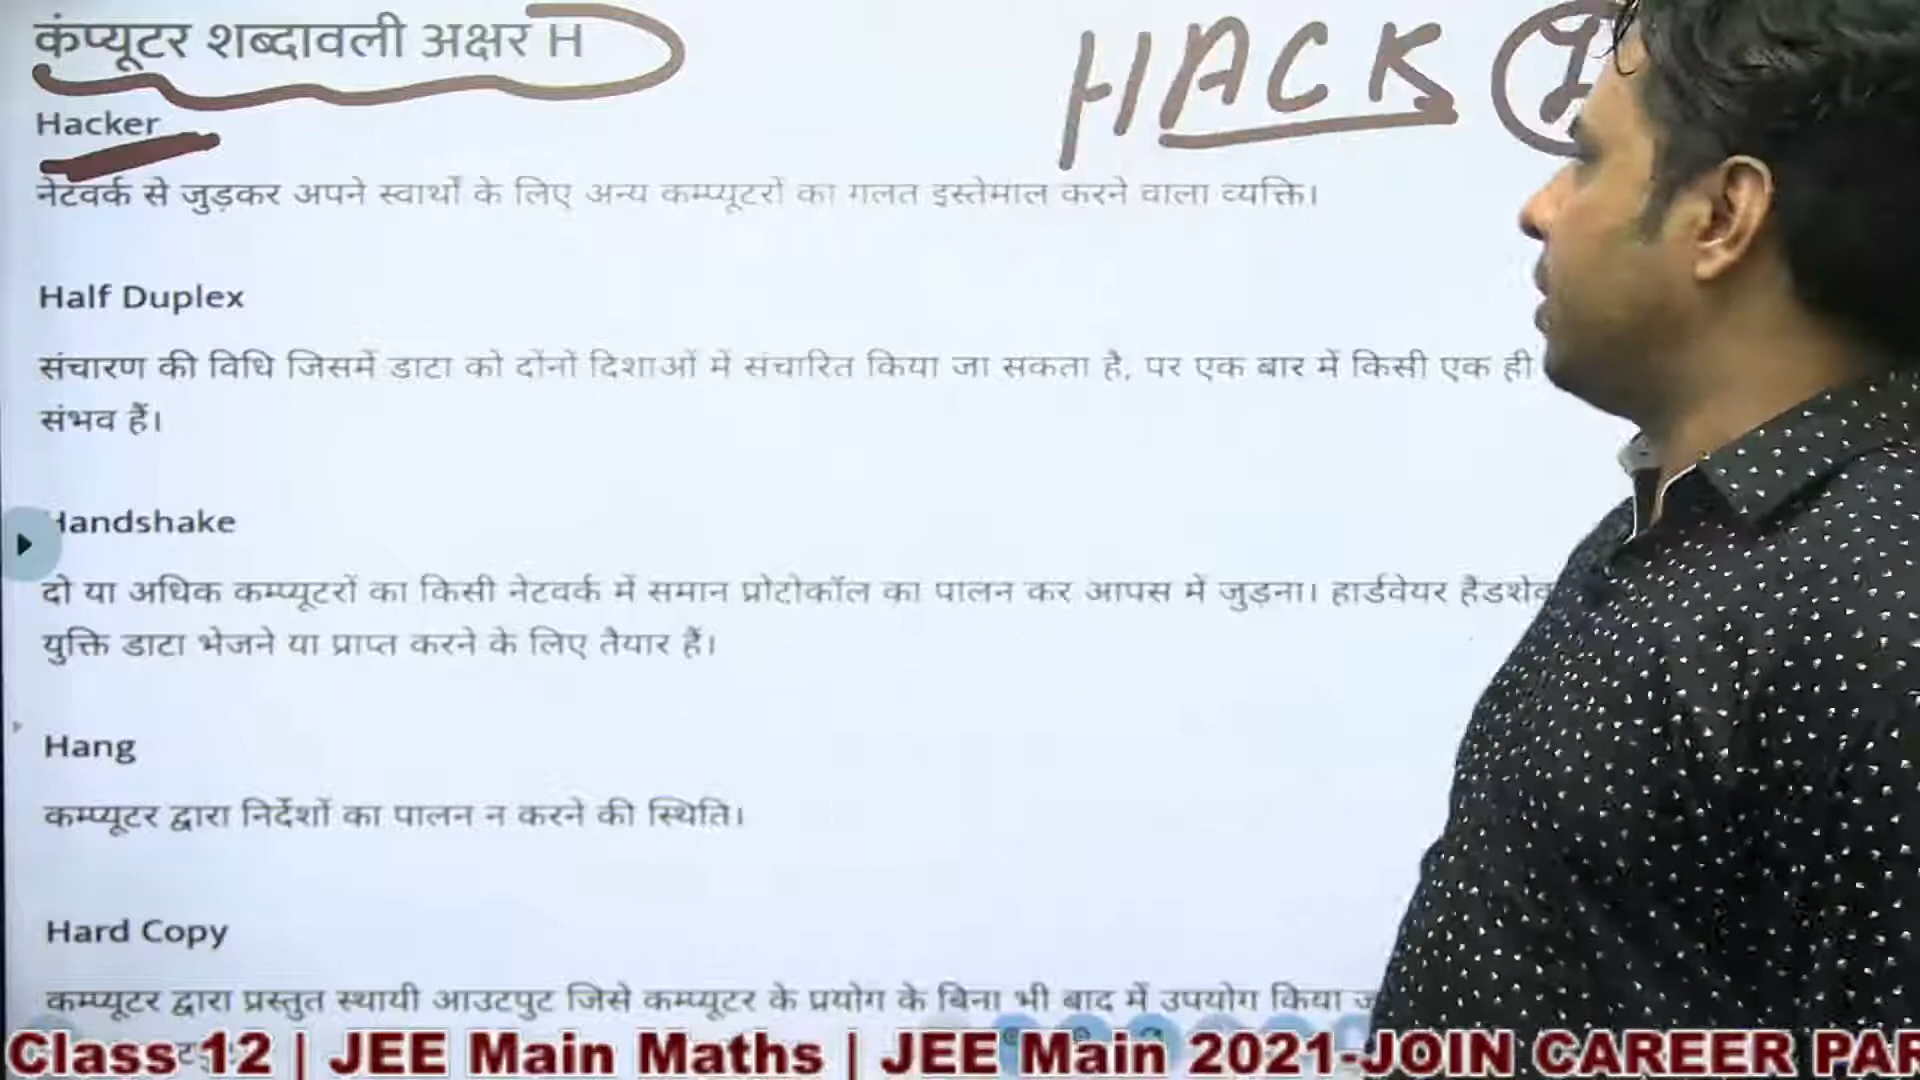 कंप्यूटर शब्दावली अक्षर H
HACK
Hacker
नेटवर्क से जुड़कर अपने स्वार्थों के लिए अन्य कम्प्यूटरों का गलत इस्तेमाल करने वाला व्यक्ति।
Half Duplex
संचारण की विधि जिसमें डाटा को दोंनों दिशाओं में संचारित किया जा सकता है, पर एक बार में किसी एक ही
संभव हैं।
Handshake
दो या अधिक कम्प्यूटरों का किसी नेटवर्क में समान प्रोटोकॉल का पालन कर आपस में जुड़ना। हार्डवेयर
युक्ति डाटा भेजने या प्राप्त करने के लिए तैयार हैं।
Hang
कम्प्यूटर द्वारा निर्देशों का पालन न करने की स्थिति।
Hard Copy
कम्प्यूटर द्वारा प्रस्तुत स्थायी आउटपुट जिसे कम्प्यूटर के प्रयोग के बिना भी बाद में उपयोग किया
Class 12 | JEE Main Maths | JEE Main 2021-JOIN CAREER